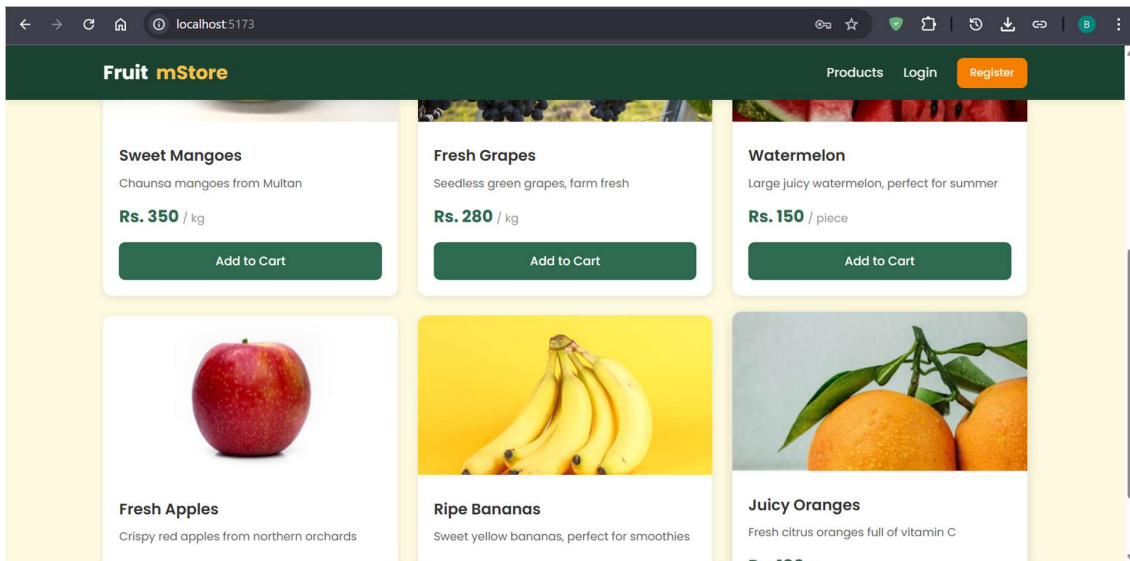 localhost:5173
B
Fruit mStore
Products Login Register
Sweet Mangoes
Chaunsa mangoes from Multan
Rs. 350 / kg
Add to Cart
Fresh Grapes
Seedless green grapes, farm fresh
Rs. 280 / kg
Add to Cart
Watermelon
Large juicy watermelon, perfect for summer
Rs. 150 / piece
Add to Cart
Fresh Apples
Crispy red apples from northern orchards
Ripe Bananas
Sweet yellow bananas, perfect for smoothies
Juicy Oranges
Fresh citrus oranges full of vitamin C